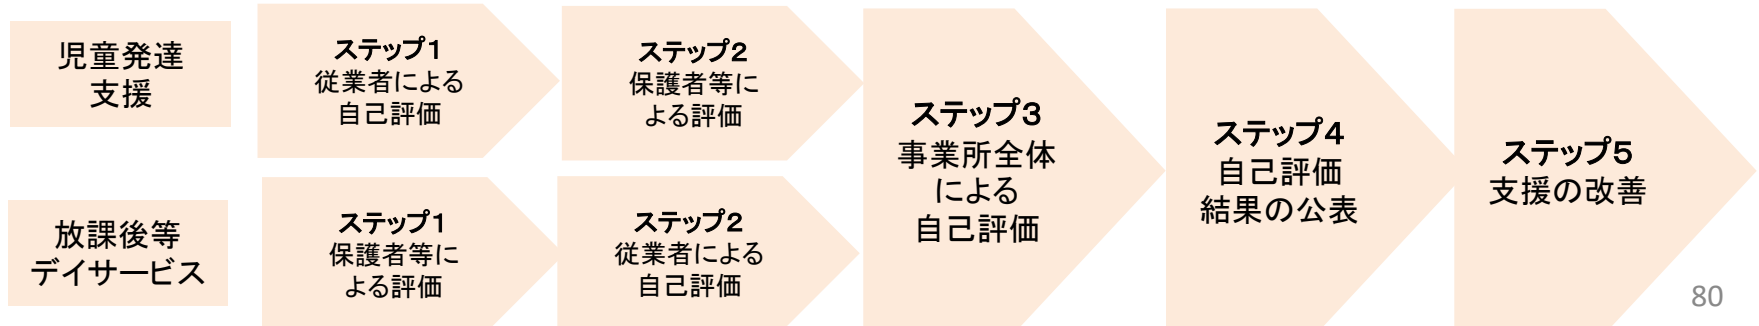 児童発達
支援
ステップ１
従業者による
自己評価
ステップ２
保護者等に
よる評価
放課後等
デイサービス
ステップ１
保護者等に
よる評価
ステップ２
従業者による
自己評価
ステップ３
事業所全体
による
自己評価
ステップ４
自己評価
結果の公表
ステップ５
支援の改善
80